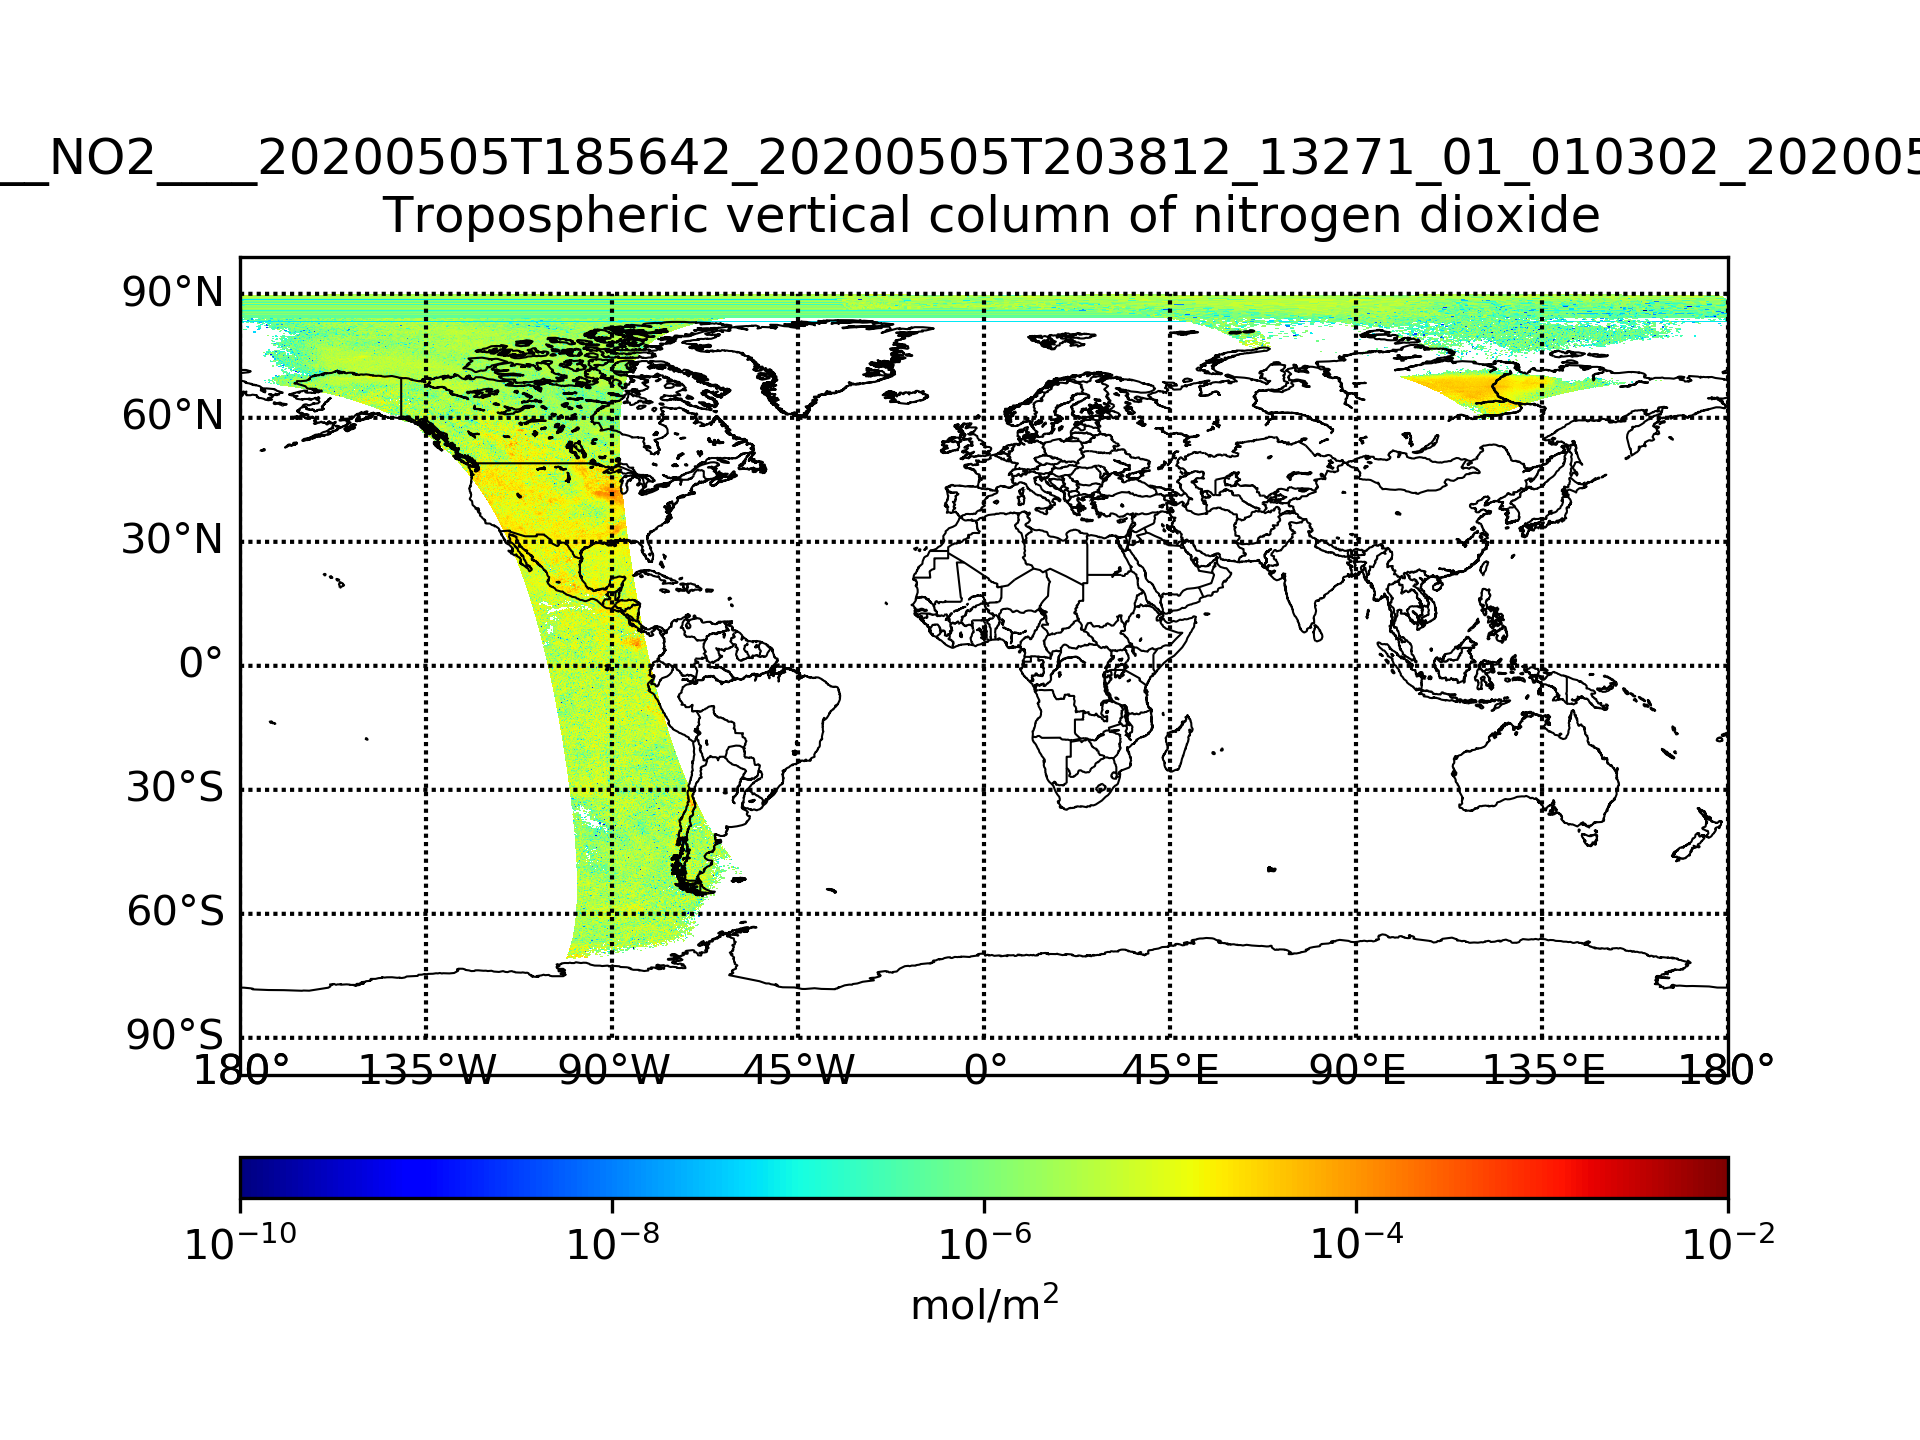 __NO2____20200505T185642_20200505T203812_13271_01_010302_202005
Tropospheric vertical column of nitrogen dioxide
90°N
60°N
30°N
0°
30°S
60°S
90°S
180° 135°W 90°W 45°W 0° 45°E 90°E 135°E 180°
10⁻¹⁰ 10⁻⁸ 10⁻⁶ 10⁻⁴ 10⁻²
mol/m²